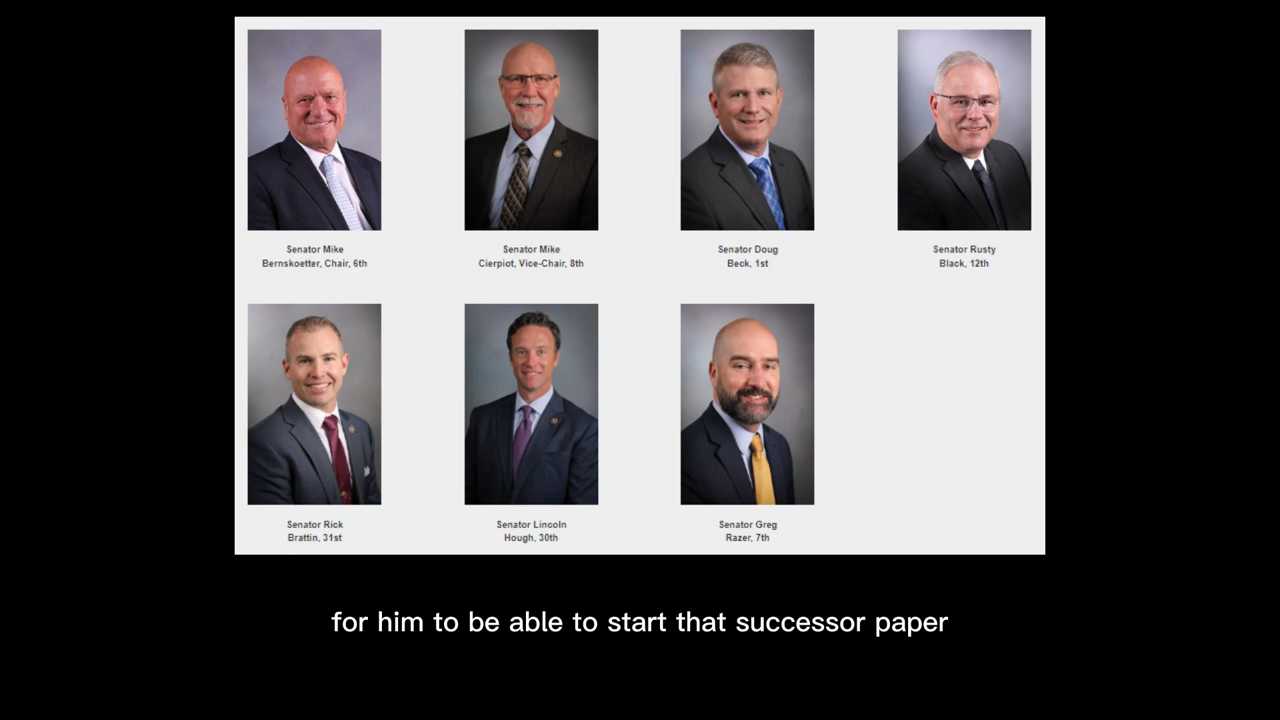 Senator Mike
Bernskoetter, Chair, 6th
Senator Mike
Cierpiot, Vice-Chair, 8th
Senator Doug
Beck, 1st
Senator Rusty
Black, 12th
Senator Rick
Brattin, 31st
Senator Lincoln
Hough, 30th
Senator Greg
Razer, 7th
for him to be able to start that successor paper